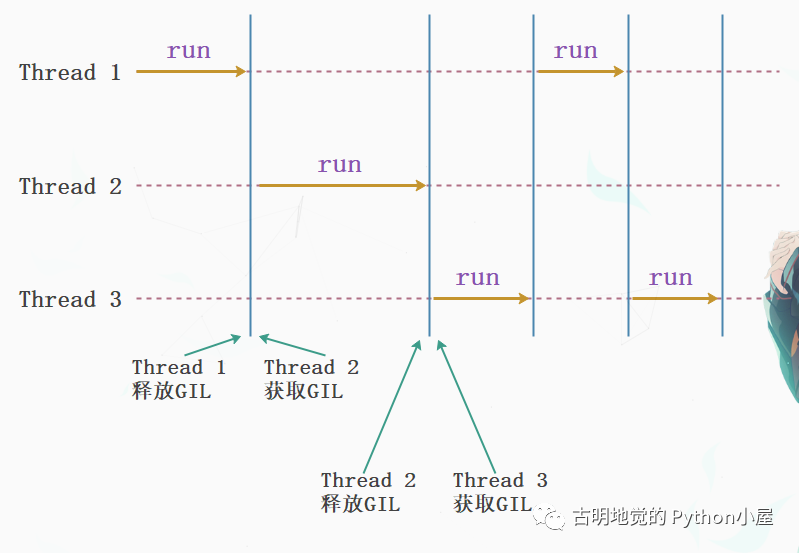 run
run
Thread 1
run
Thread 2
run
run
Thread 3
Thread 1
释放GIL
Thread 2
获取GIL
Thread 2
释放GIL
Thread 3
获取GIL
古明地觉的 Python小屋